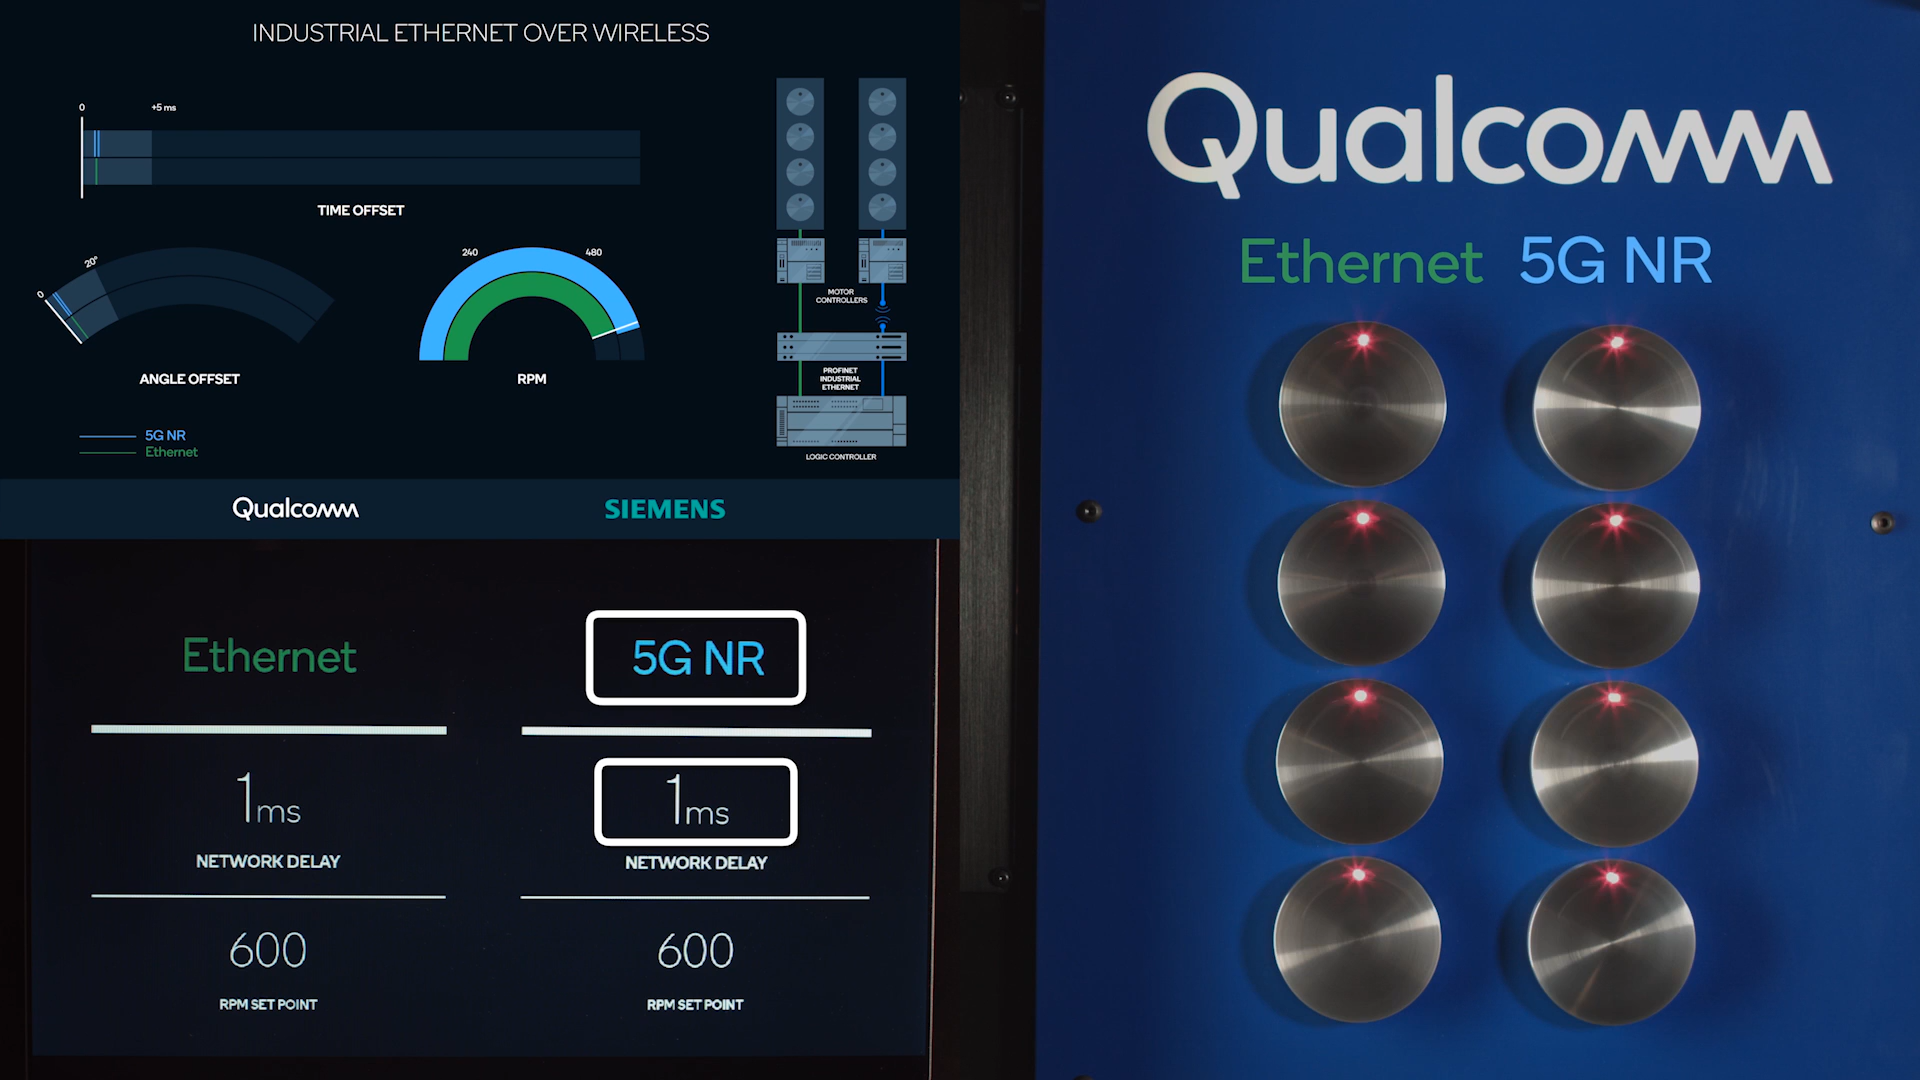 INDUSTRIAL ETHERNET OVER WIRELESS
0
+5 ms
TIME OFFSET
0
20°
ANGLE OFFSET
240
480
RPM
MOTOR
CONTROLLERS
PROFINET
INDUSTRIAL
ETHERNET
LOGIC CONTROLLER
5G NR
Ethernet
Qualcomm
SIEMENS
Ethernet
5G NR
1ms
1ms
NETWORK DELAY
NETWORK DELAY
600
600
RPM SET POINT
RPM SET POINT
Qualcomm
Ethernet 5G NR